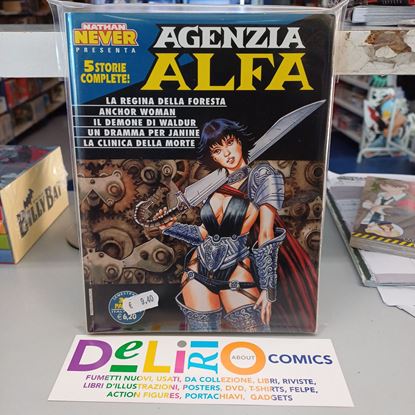 NATHAN
NEVER
PRESENTA
AGENZIA
ALFA
5 STORIE
COMPLETE!
LA REGINA DELLA FORESTA
ANCHOR WOMAN
IL DEMONE DI WALDUR
UN DRAMMA PER JANINE
LA CLINICA DELLA MORTE
€ 9.40
€ 6,20
DeLiRiO
ABOUT
COMICS
FUMETTI NUOVI, USATI, DA COLLEZIONE, LIBRI, RIVISTE,
LIBRI D'ILLUSTRAZIONI, POSTERS, DVD, T-SHIRTS, FELPE,
ACTION FIGURES, PORTACHIAVI, GADGETS